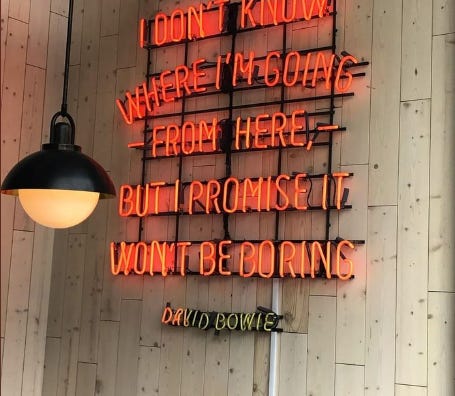 I DON'T KNOW
WHERE I'M GOING
- FROM HERE, -
BUT I PROMISE IT
WON'T BE BORING
DAVID BOWIE